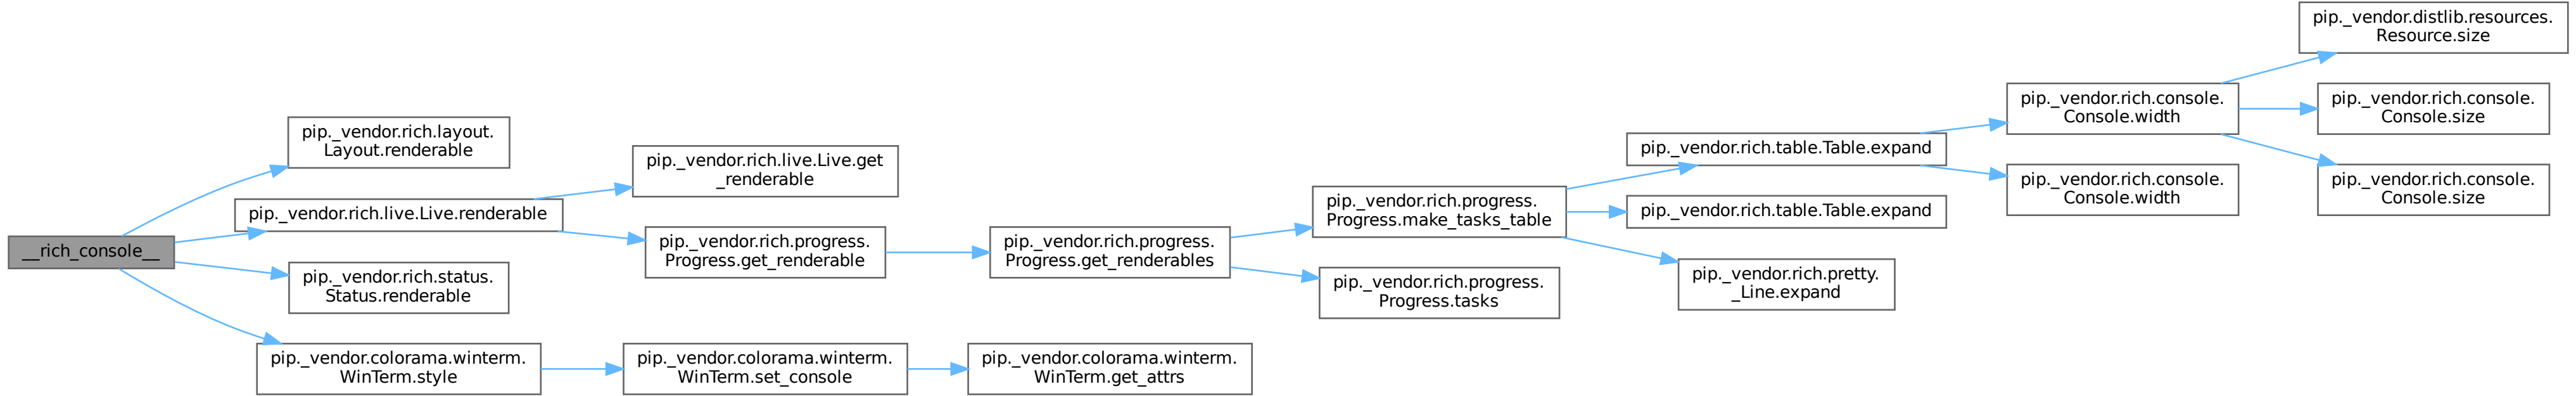 __rich_console__
pip._vendor.rich.layout.
Layout.renderable
pip._vendor.rich.live.Live.renderable
pip._vendor.rich.status.
Status.renderable
pip._vendor.colorama.winterm.
WinTerm.style
pip._vendor.rich.live.Live.get
_renderable
pip._vendor.rich.progress.
Progress.get_renderable
pip._vendor.colorama.winterm.
WinTerm.set_console
pip._vendor.rich.progress.
Progress.get_renderables
pip._vendor.colorama.winterm.
WinTerm.get_attrs
pip._vendor.rich.progress.
Progress.make_tasks_table
pip._vendor.rich.progress.
Progress.tasks
pip._vendor.rich.table.Table.expand
pip._vendor.rich.table.Table.expand
pip._vendor.rich.pretty.
_Line.expand
pip._vendor.rich.console.
Console.width
pip._vendor.rich.console.
Console.width
pip._vendor.distlib.resources.
Resource.size
pip._vendor.rich.console.
Console.size
pip._vendor.rich.console.
Console.size